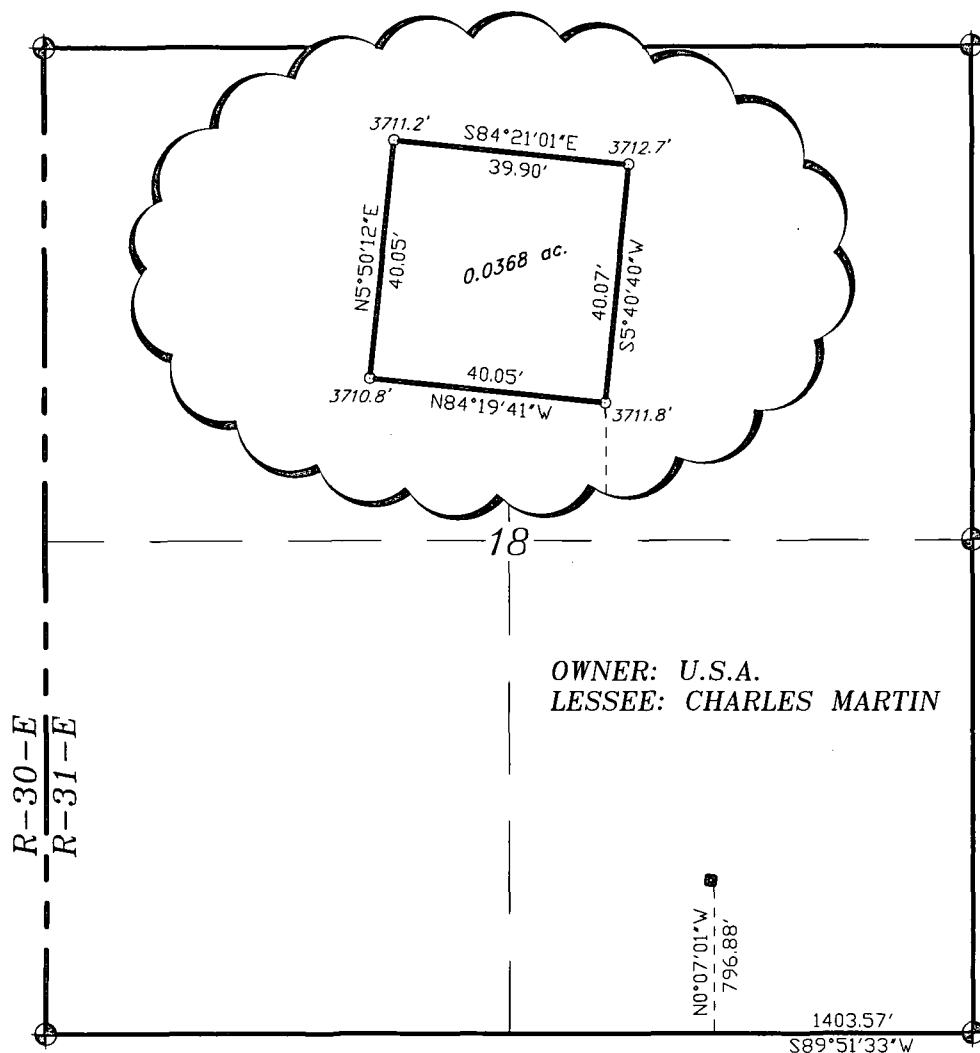 3711.2'
S84°21'01"E
3712.7'
39.90'
N5°50'12"E
40.05'
0.0368 ac.
40.07'
S5°40'40"W
40.05'
3710.8'
N84°19'41"W
3711.8'
18
OWNER: U.S.A.
LESSEE: CHARLES MARTIN
R-30-E
R-31-E
N0°07'01"W
796.88'
1403.57'
S89°51'33"W